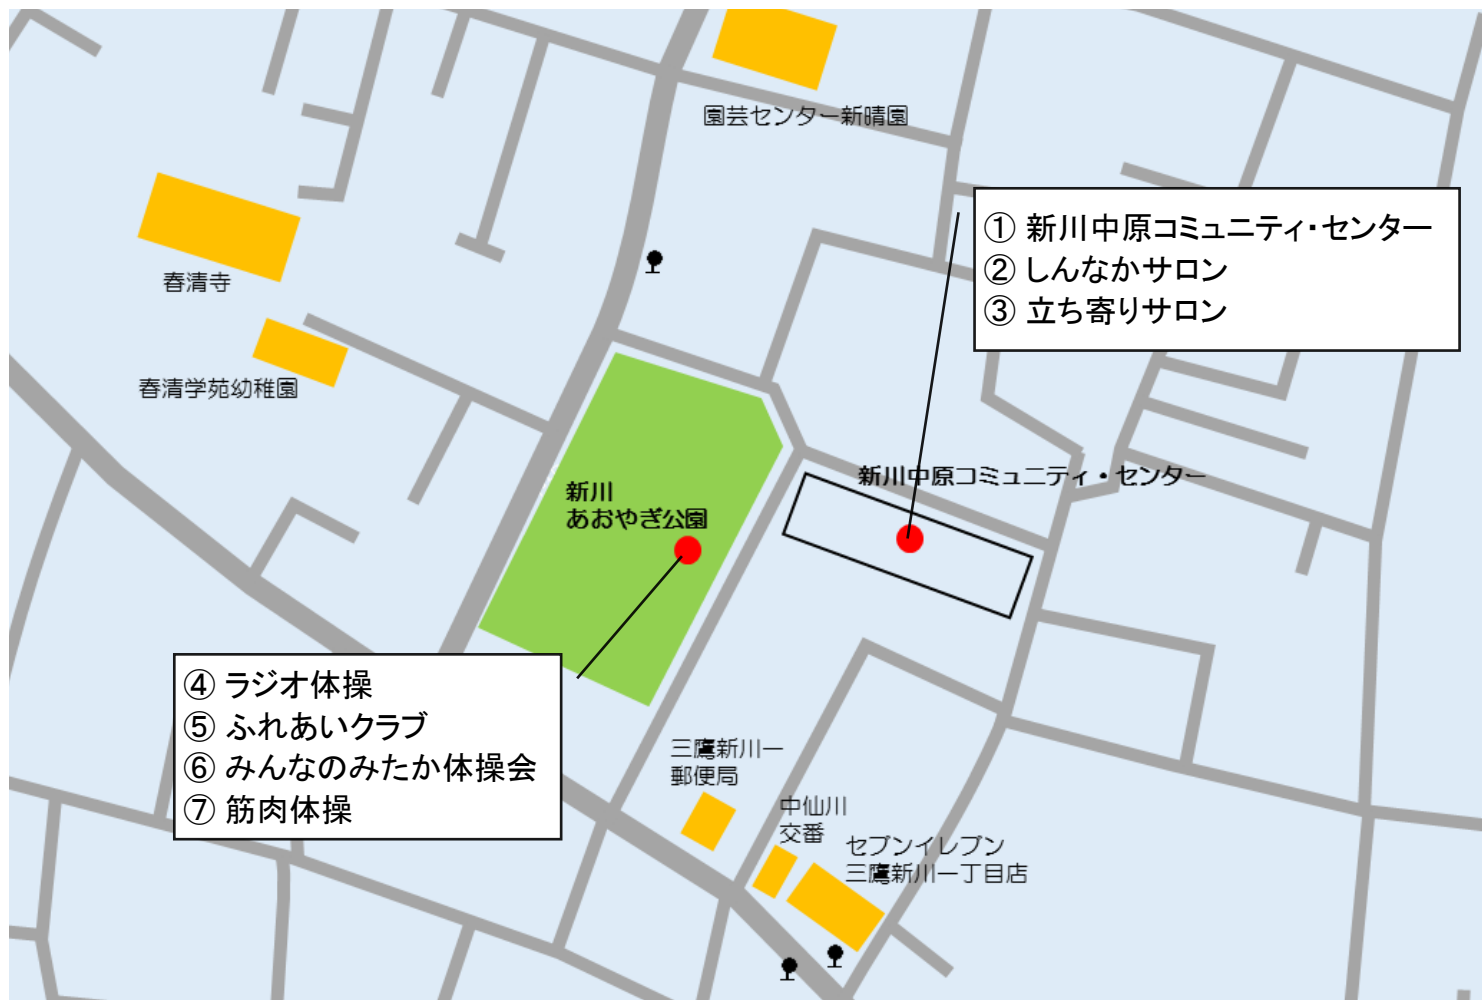 園芸センター新晴園
① 新川中原コミュニティ・センター
② しんなかサロン
③ 立ち寄りサロン
春清寺
春清学苑幼稚園
新川中原コミュニティ・センター
新川
あおやぎ公園
④ ラジオ体操
⑤ ふれあいクラブ
⑥ みんなのみたか体操会
⑦ 筋肉体操
三鷹新川一
郵便局
中仙川
交番
セブンイレブン
三鷹新川一丁目店